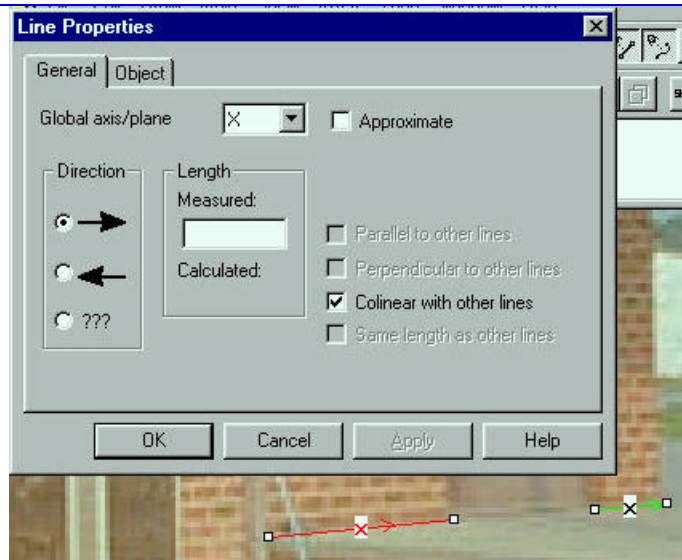 Line Properties
General Object
Global axis/plane X Approximate
Direction Length
Measured:
Parallel to other lines
Calculated: Perpendicular to other lines
??? Colinear with other lines
Same length as other lines
OK Cancel Apply Help
X X